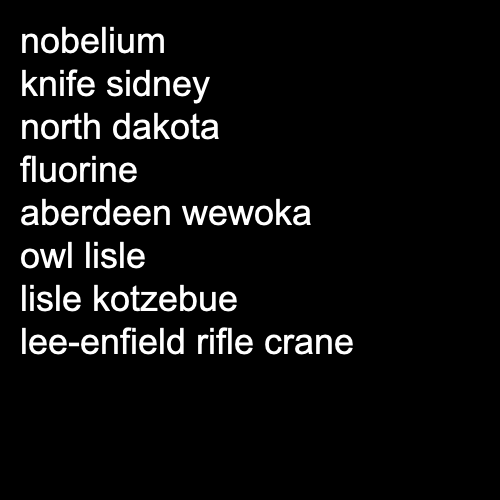 nobelium
knife sidney
north dakota
fluorine
aberdeen wewoka
owl lisle
lisle kotzebue
lee-enfield rifle crane